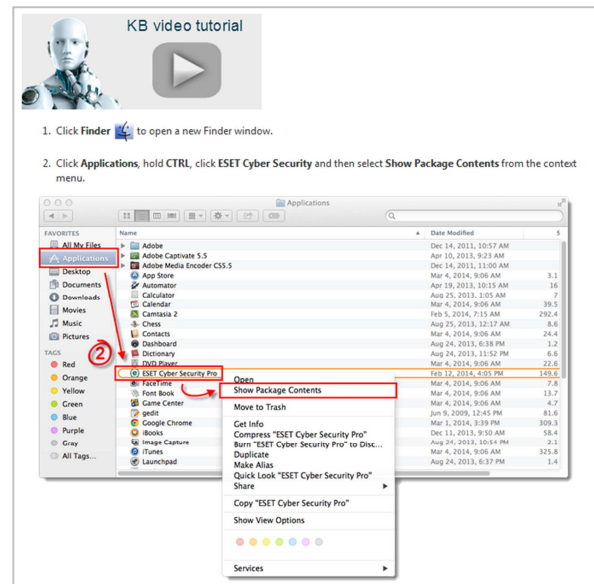 KB video tutorial
1. Click Finder to open a new Finder window.
2. Click Applications, hold CTRL, click ESET Cyber Security and then select Show Package Contents from the context
menu.
Applications
FAVORITES Name Date Modified S
All My Files Adobe Dec 14, 2011, 10:57 AM
Applications Adobe Captivate 5.5 Apr 10, 2013, 9:23 AM
Adobe Media Encoder CS5.5 Dec 14, 2011, 11:00 AM
Desktop App Store Mar 4, 2014, 9:06 AM 3.1
Documents Automator Apr 19, 2013, 10:15 AM 16
Downloads Calculator Aug 25, 2013, 1:05 AM 7
Movies Calendar Mar 4, 2014, 9:06 AM 39.5
Camtasia 2 Feb 5, 2014, 7:15 AM 292.4
Music Chess Aug 25, 2013, 12:17 AM 8.6
Pictures Contacts Mar 4, 2014, 9:06 AM 24.4
Dashboard Aug 24, 2013, 6:38 PM 1.2
TAGS 2 Dictionary Aug 24, 2013, 11:52 PM 6.6
Red DVD Player Mar 4, 2014, 9:06 AM 22.6
Orange ESET Cyber Security Pro Feb 12, 2014, 4:05 PM 149.6
Open
Yellow FaceTime Mar 4, 2014, 9:06 AM 7.8
Show Package Contents
Font Book Mar 4, 2014, 9:06 AM 13.7
Green Game Center Mar 4, 2014, 9:06 AM 4.7
Move to Trash
Blue gedit Jun 9, 2009, 12:45 PM 81.6
Purple Google Chrome Get Info Mar 1, 2014, 3:39 PM 309.3
iBooks Compress "ESET Cyber Security Pro" Dec 11, 2013, 9:50 AM 58.4
Gray Image Capture Burn "ESET Cyber Security Pro" to Disc... Aug 24, 2013, 10:54 PM 2.1
All Tags... iTunes Duplicate Mar 4, 2014, 9:06 AM 325.8
Launchpad Make Alias Aug 24, 2013, 6:37 PM 1.4
Quick Look "ESET Cyber Security Pro"
Share
Copy "ESET Cyber Security Pro"
Show View Options
Services